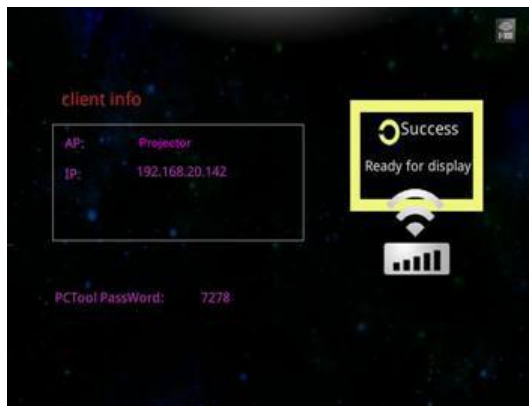 client info
AP: Projector
IP: 192.168.20.142
PCTool PassWord: 7278
Success
Ready for display